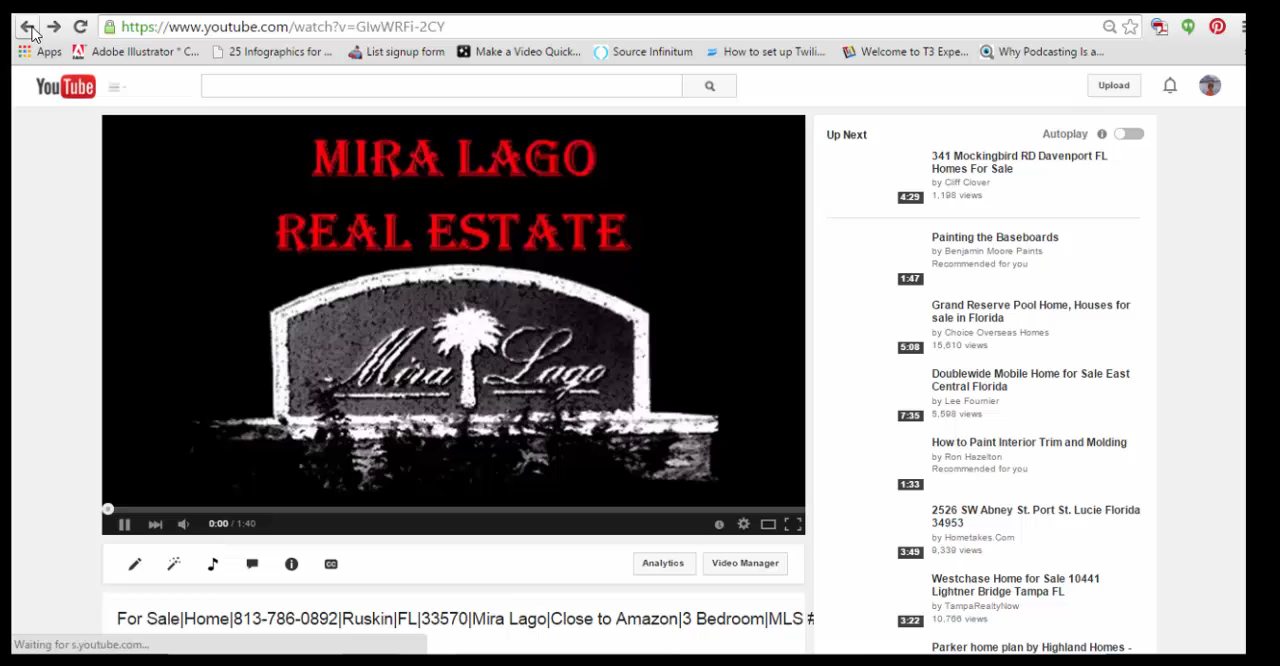 https://www.youtube.com/watch?v=GIwWRFi-2CY
Apps Adobile Illustrator " C... 25 Infographics for ... List signup form Make a Video Quick... Source Infinitum How to set up Twili... Welcome to T3 Expe... Why Podcasting Is a...
YouTube
Upload
MIRA LAGO
REAL ESTATE
Mira Lago
0:00 / 1:40
Analytics Video Manager
For Sale|Home|813-786-0892|Ruskin|FL|33570|Mira Lago|Close to Amazon|3 Bedroom|MLS #
Waiting for s.youtube.com...
Up Next Autoplay
341 Mockingbird RD Davenport FL
Homes For Sale
by Cliff Clover
4:29 1,198 views
Painting the Baseboards
by Benjamin Moore Paints
Recommended for you
1:47
Grand Reserve Pool Home, Houses for
sale in Florida
by Choice Overseas Homes
5:08 15,610 views
Doublewide Mobile Home for Sale East
Central Florida
by Lee Fournier
7:35 5,598 views
How to Paint Interior Trim and Molding
by Ron Hazelton
Recommended for you
1:33
2526 SW Abney St. Port St. Lucie Florida
34953
by Hometakes.Com
3:49 9,339 views
Westchase Home for Sale 10441
Lightner Bridge Tampa FL
by TampaRealtyNow
3:22 10,766 views
Parker home plan by Highland Homes -